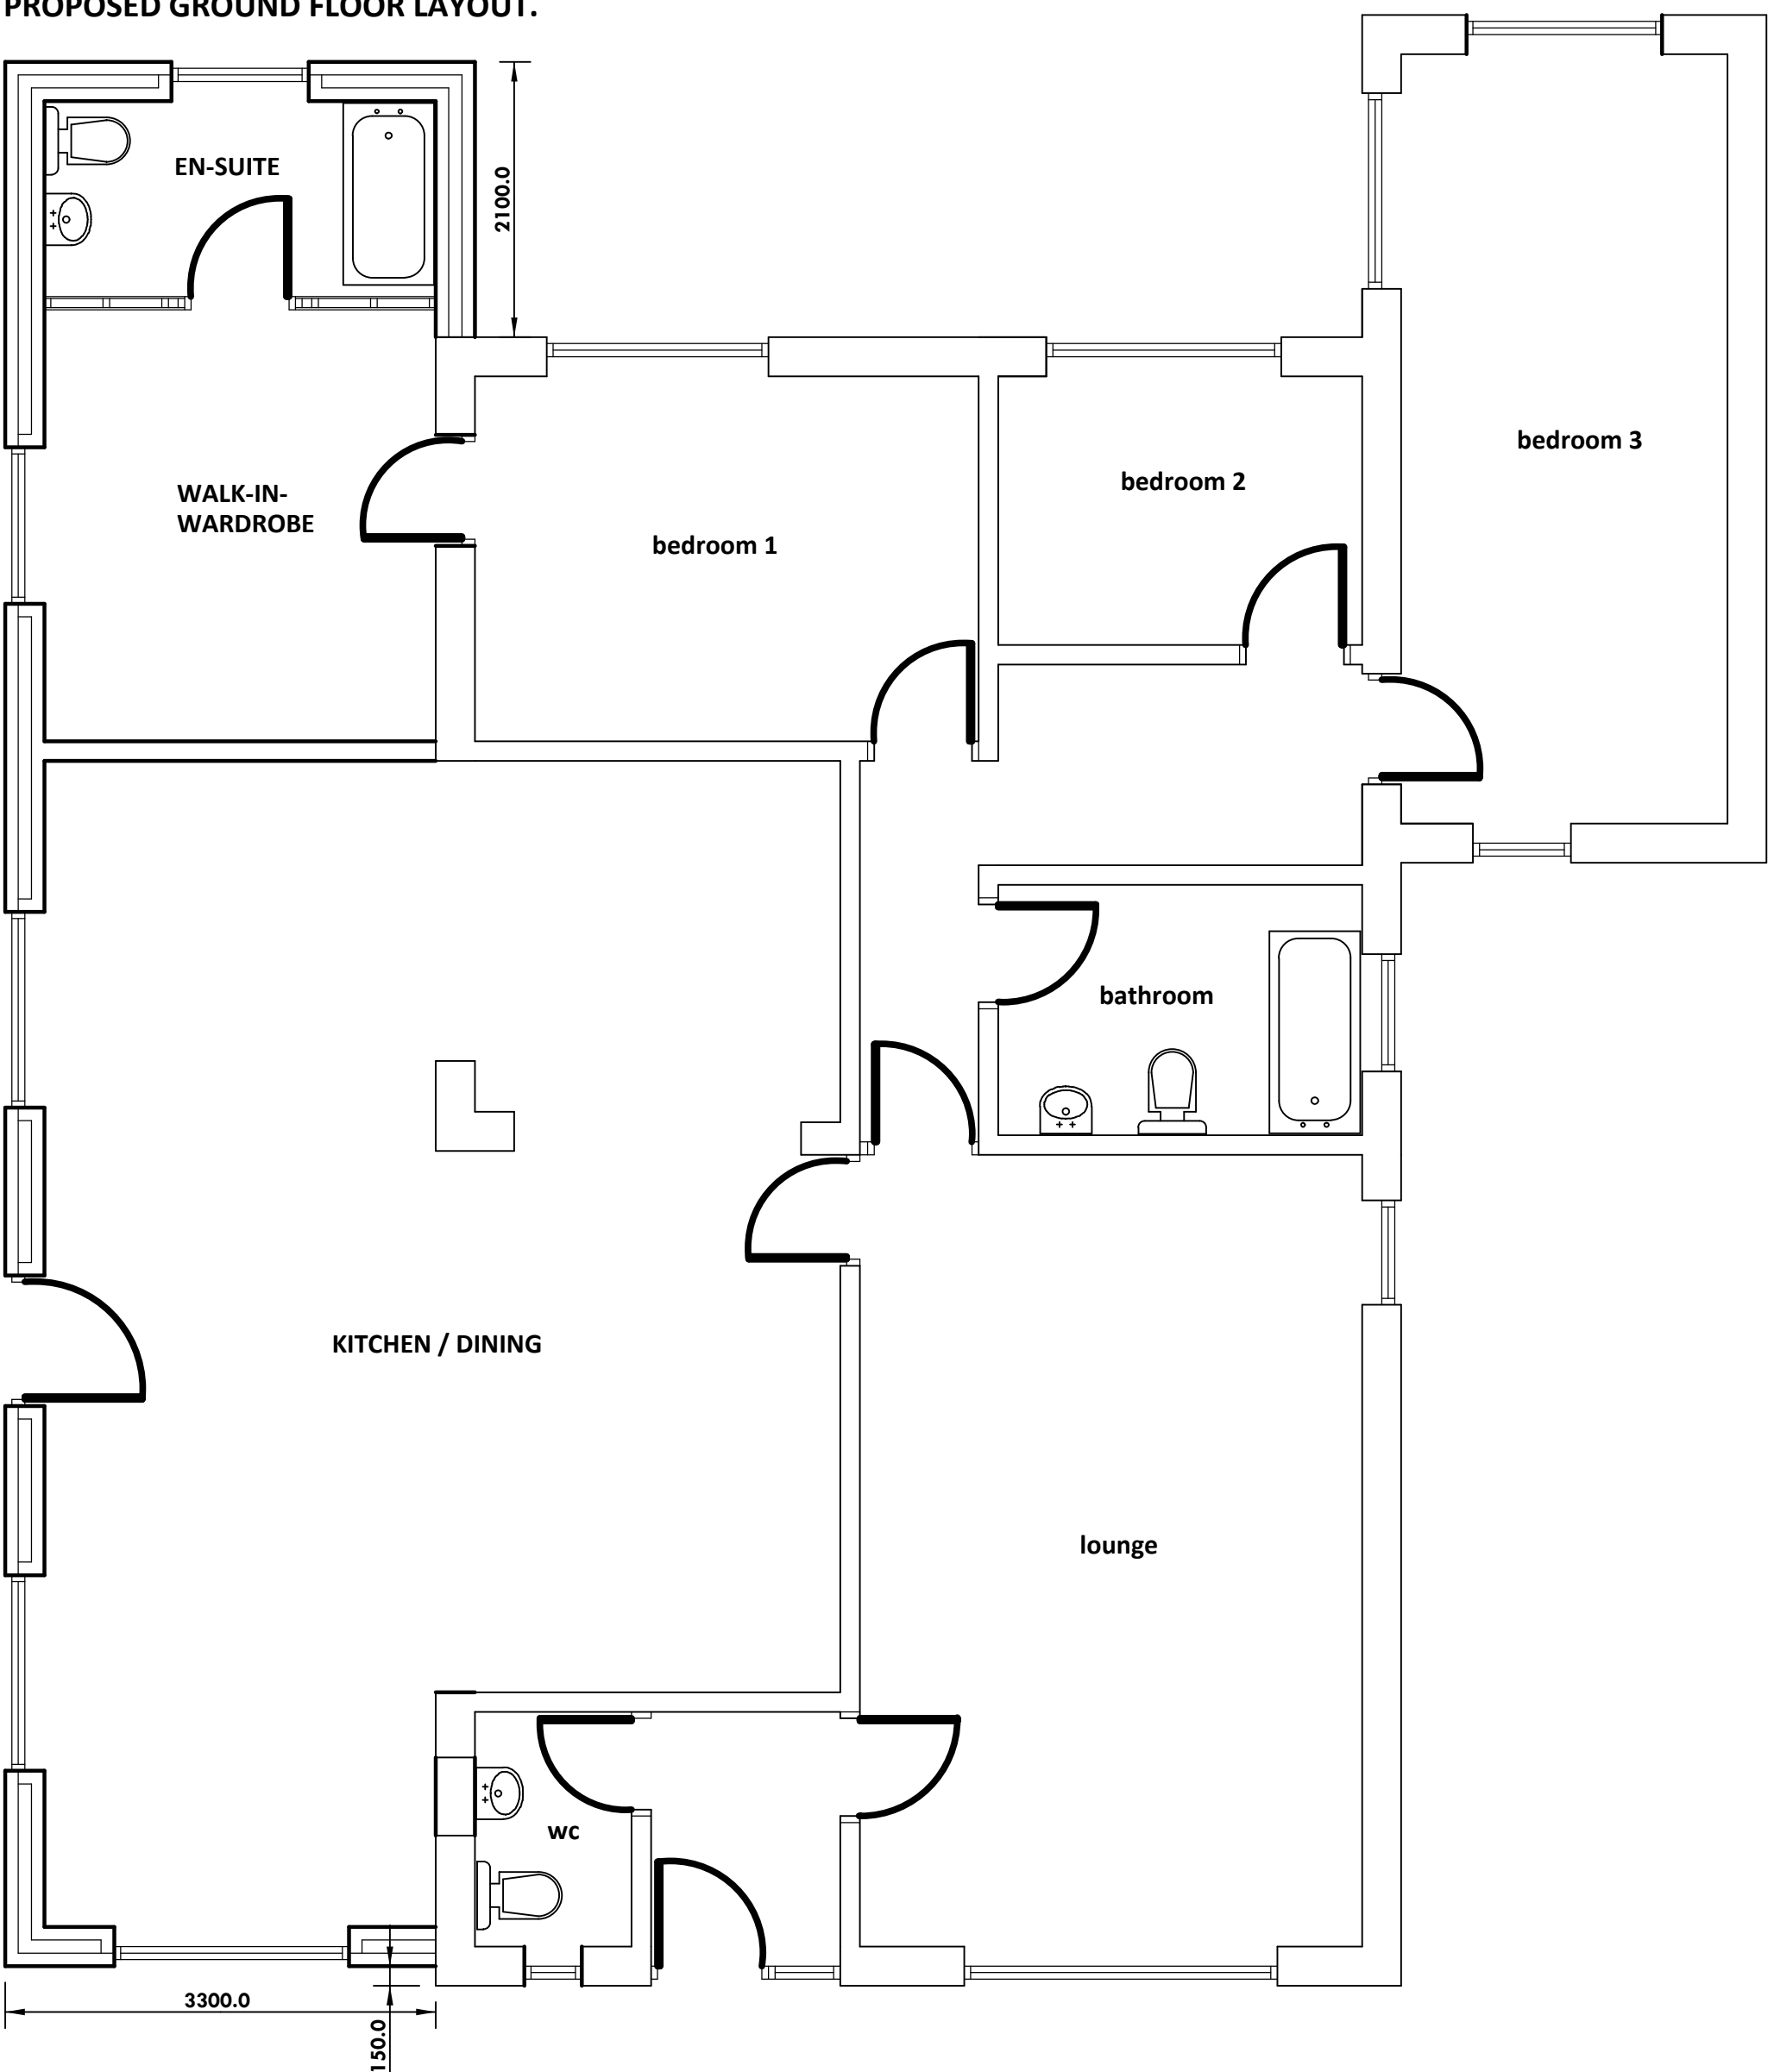 PROPOSED GROUND FLOOR LAYOUT.
EN-SUITE
2100.0
bedroom 3
bedroom 2
WALK-IN-
WARDROBE
bedroom 1
bathroom
KITCHEN / DINING
lounge
wc
3300.0
150.0